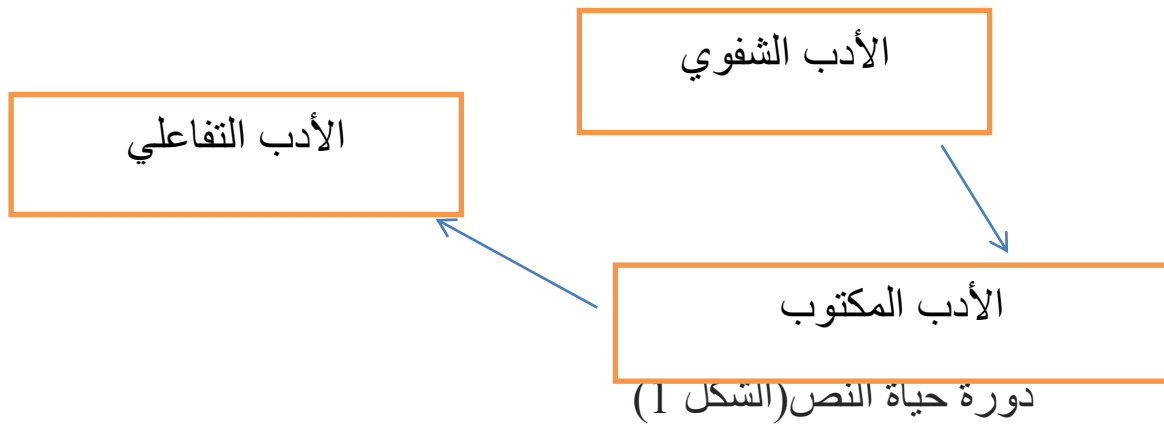 الأدب الشفوي
الأدب التفاعلي
الأدب المكتوب
دورة حياة النص(الشكل 1)